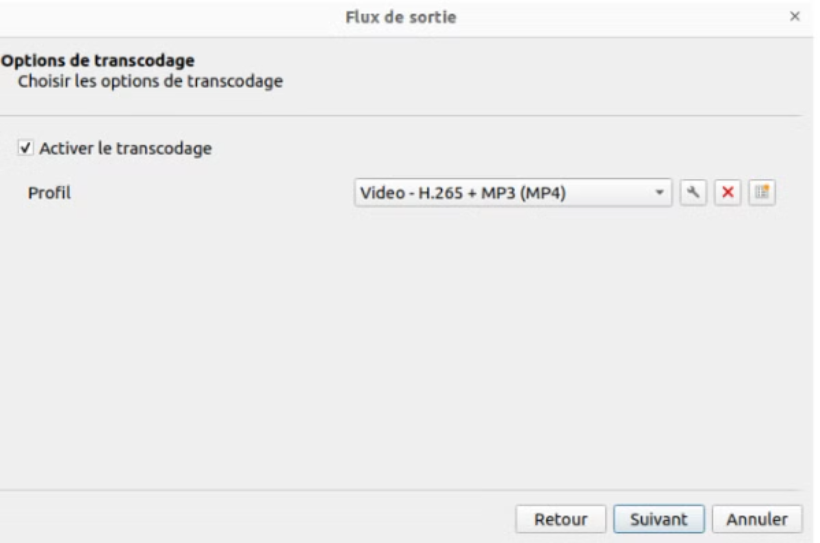 Flux de sortie
Options de transcodage
Choisir les options de transcodage
Activer le transcodage
Profil Video - H.265 + MP3 (MP4)
Retour Suivant Annuler